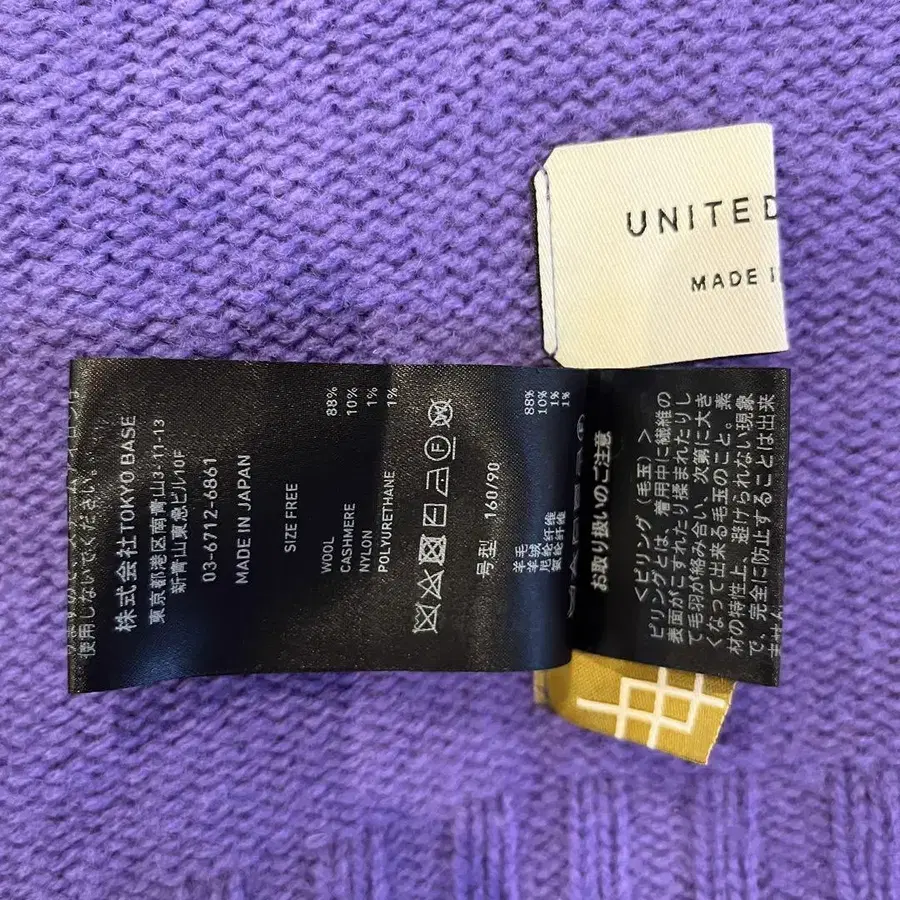 UNITED
MADE I
使用しないでください。
株式会社TOKYO BASE
東京都港区南青山3-11-13
新青山東急ビル10F
03-6712-6861
MADE IN JAPAN
SIZE FREE
WOOL 88%
CASHMERE 10%
NYLON 1%
POLYURETHANE 1%
号型 160/90
羊毛 88%
羊绒 10%
尼纶纤维 1%
氨纶纤维 1%
お取り扱いのご注意
<ピリング(毛玉)>
ピリングとは、着用中に繊維の
表面がこすれたり揉まれたりし
て毛羽が絡み合い、次第に大き
くなって出来る毛玉のこと。素
材の特性上、避けられない現象
で、完全に防止することは出来
ません